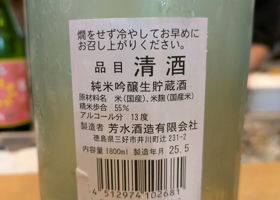 燗をせず冷やしてお早めに
お召し上がりください。
品目 清酒
純米吟醸生貯蔵酒
原材料名 米(国産)、米麹(国産米)
精米歩合 55%
アルコール分 13度
製造者 芳水酒造有限会社
徳島県三好市井川町辻 231-2
内容量 1800ml 製造年月 25.5
4 512974 102681